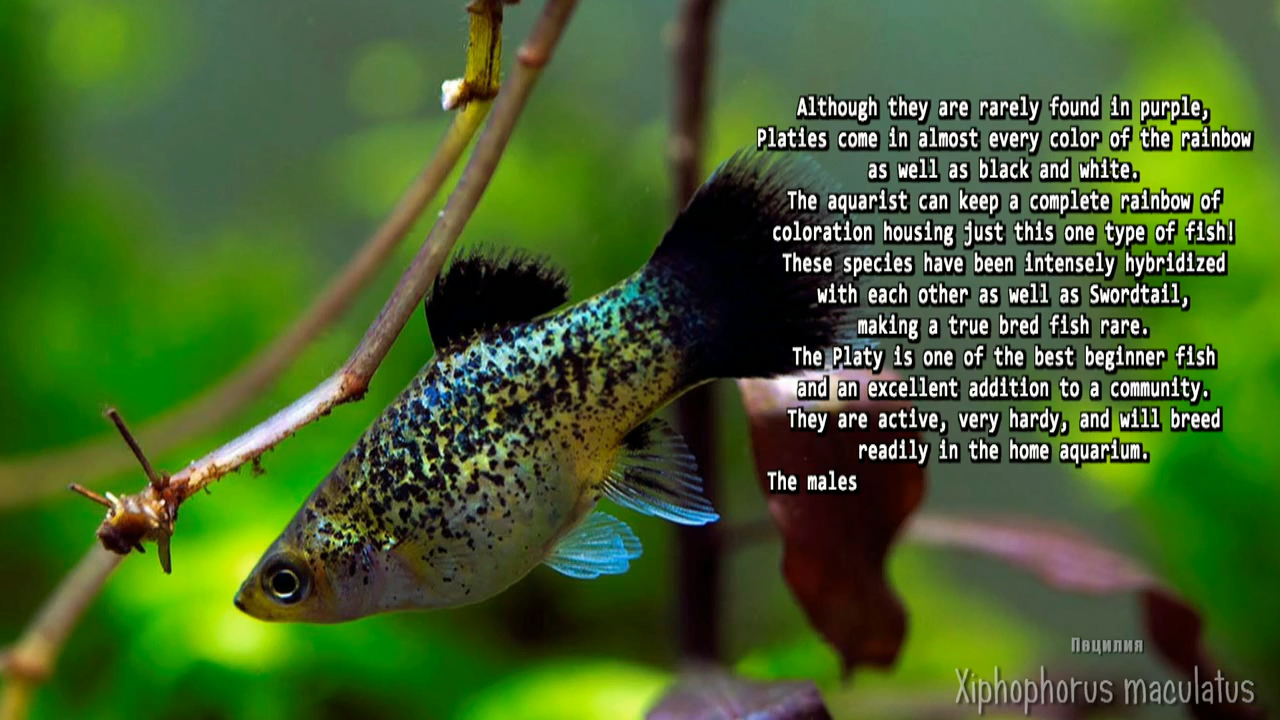 Although they are rarely found in purple,
Platies come in almost every color of the rainbow
as well as black and white.
The aquarist can keep a complete rainbow of
coloration housing just this one type of fish!
These species have been intensely hybridized
with each other as well as Swordtail,
making a true bred fish rare.
The Platy is one of the best beginner fish
and an excellent addition to a community.
They are active, very hardy, and will breed
readily in the home aquarium.
The males
Пецилия
Xiphophorus maculatus